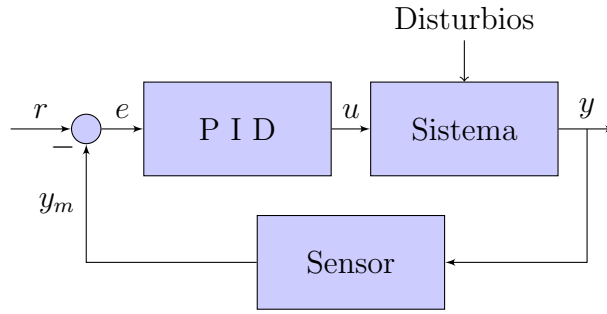 Disturbios
r
e
P I D
u
Sistema
y
−
y_m
Sensor